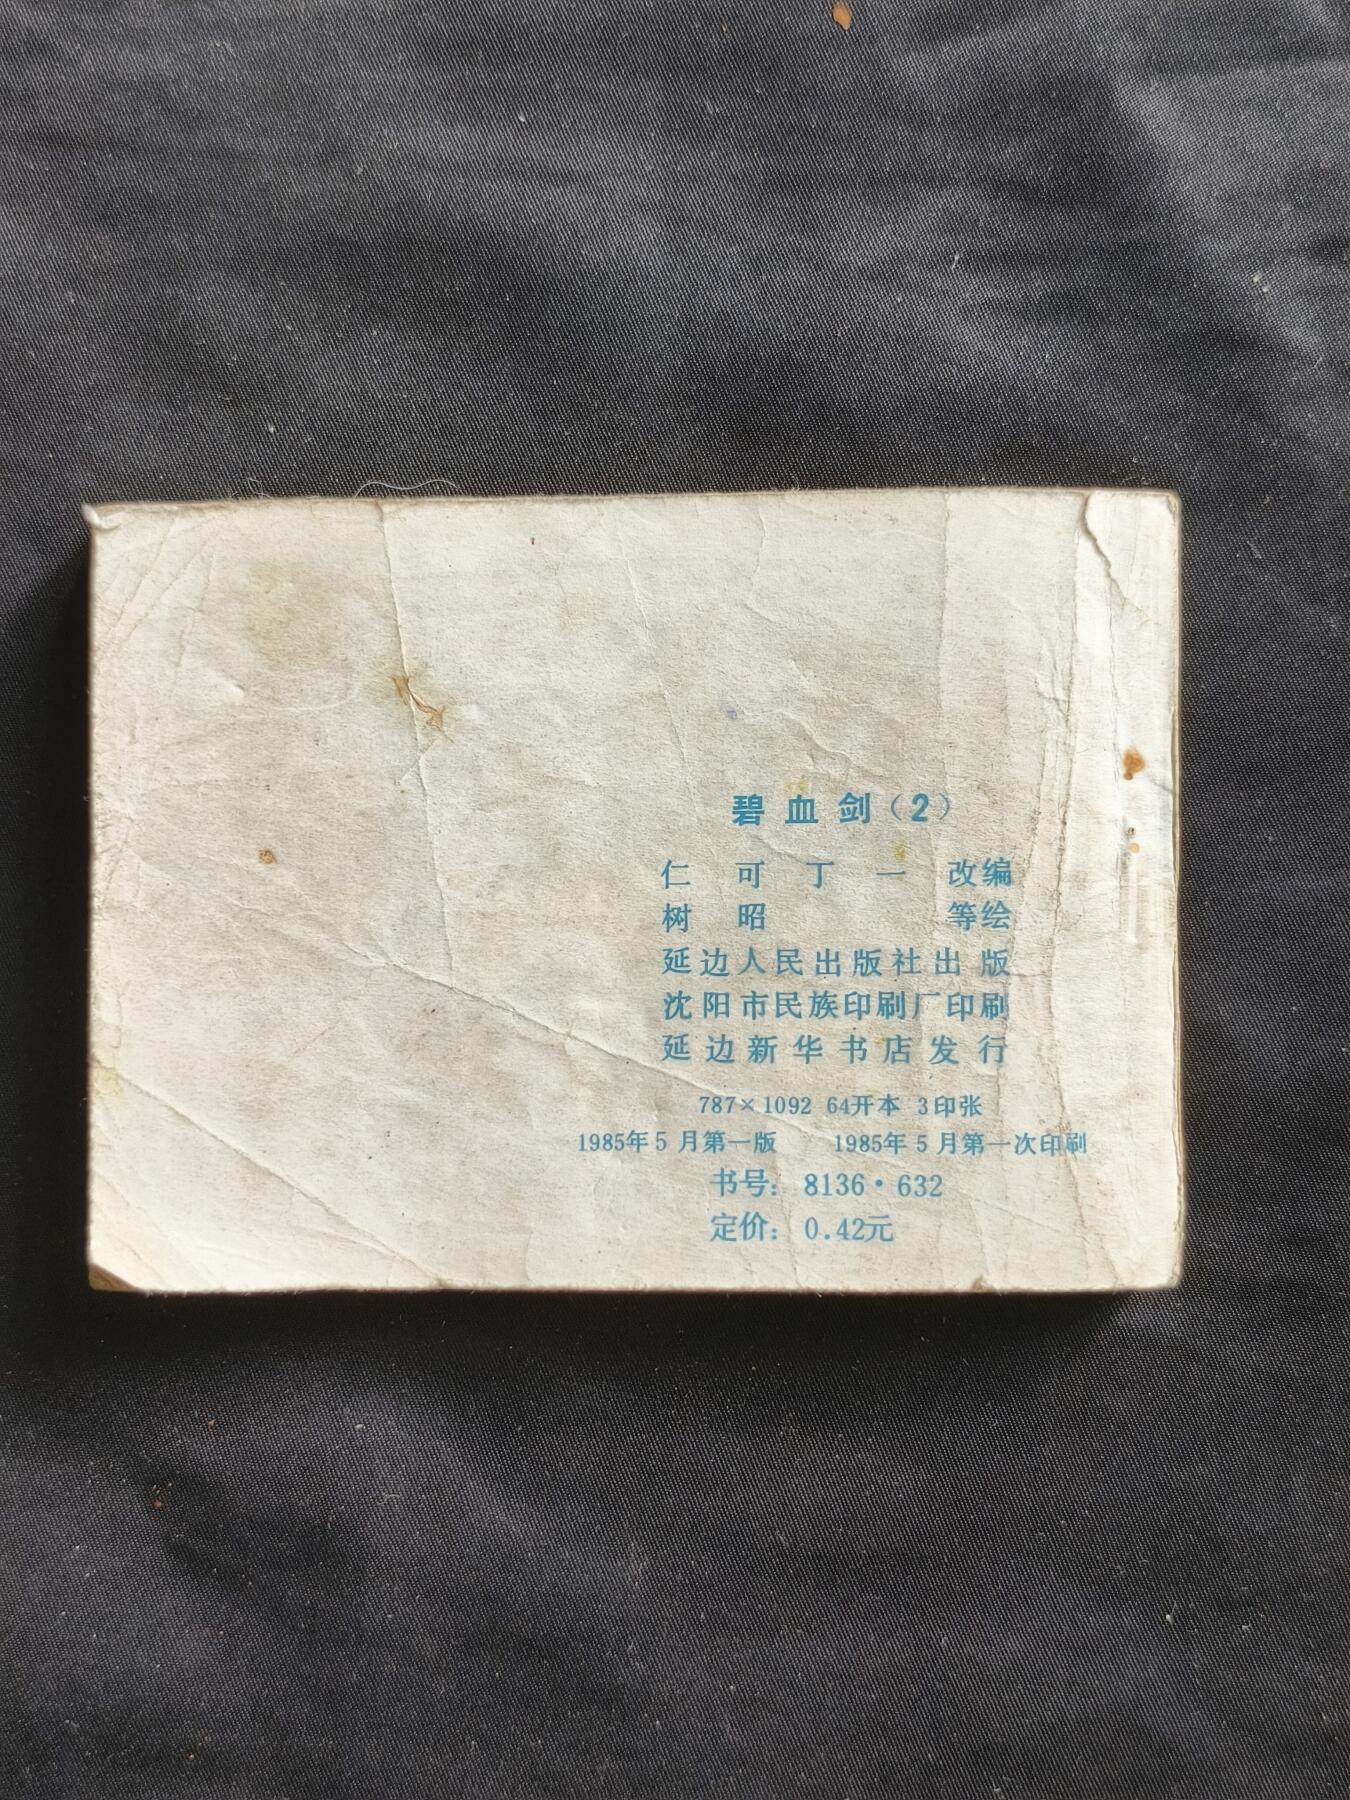 碧血剑（2）
仁可 丁一 改编
树昭 等绘
延边人民出版社出版
沈阳市民族印刷厂印刷
延边新华书店发行
787×1092 64开本 3印张
1985年5月第一版 1985年5月第一次印刷
书号：8136·632
定价：0.42元